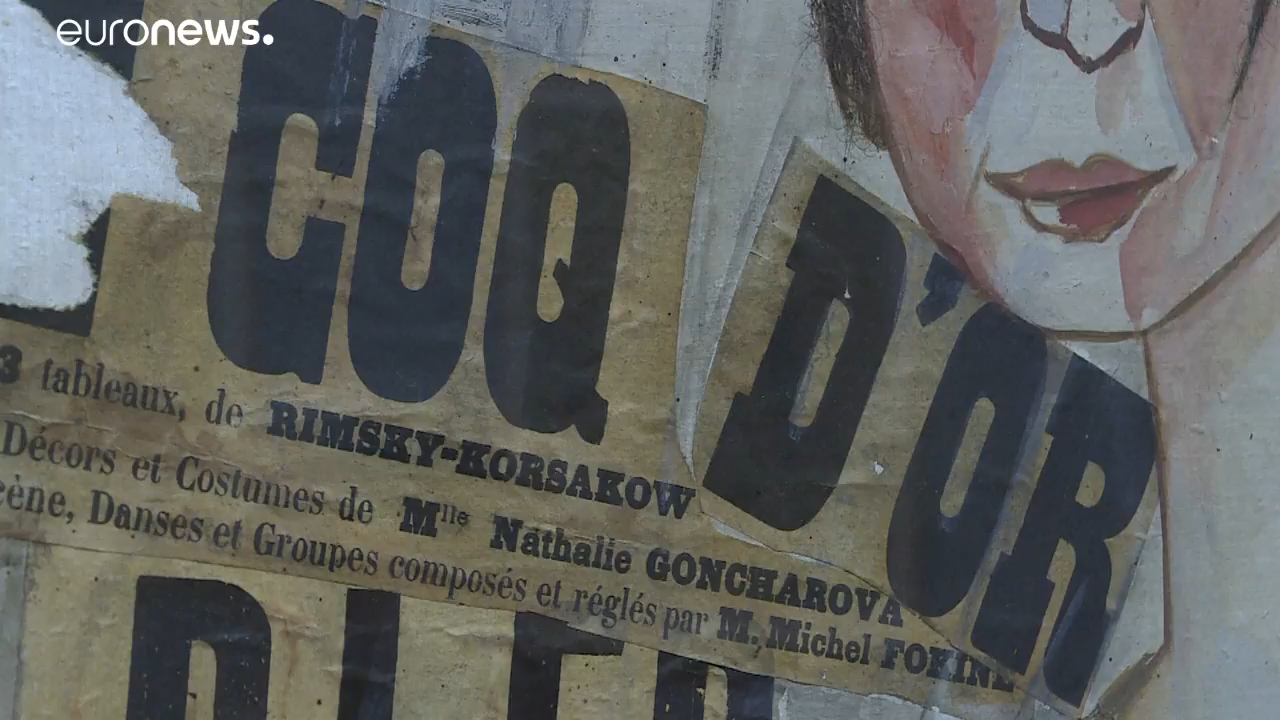 euronews.
COQ D'OR
3 tableaux, de RIMSKY-KORSAKOW
Décors et Costumes de Mlle Nathalie GONCHAROVA
Danses et Groupes composés et réglés par M. Michel FOKINE